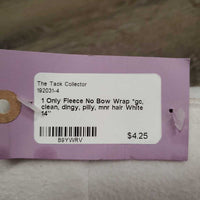 The Tack Collector
192031-4
1 Only Fleece No Bow Wrap "gc,
clean, dingy, pilly, mnr hair White
14"
B9YWRV
$4.25